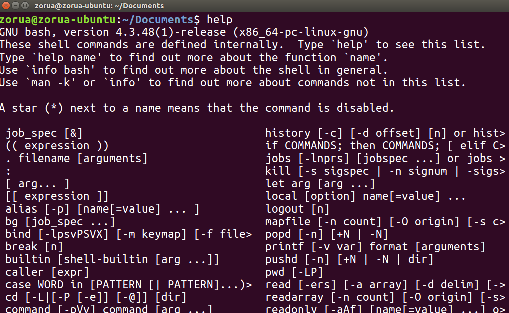 zorua@zorua-ubuntu: ~/Documents
zorua@zorua-ubuntu:~/Documents$ help
GNU bash, version 4.3.48(1)-release (x86_64-pc-linux-gnu)
These shell commands are defined internally.  Type `help' to see this list.
Type `help name' to find out more about the function `name'.
Use `info bash' to find out more about the shell in general.
Use `man -k' or `info' to find out more about commands not in this list.
A star (*) next to a name means that the command is disabled.
job_spec [&]                            history [-c] [-d offset] [n] or hist>
(( expression ))                        if COMMANDS; then COMMANDS; [ elif C>
. filename [arguments]                  jobs [-lnprs] [jobspec ...] or jobs >
:                                       kill [-s sigspec | -n signum | -sigs>
[ arg... ]                              let arg [arg ...]
[[ expression ]]                        local [option] name[=value] ...
alias [-p] [name[=value] ... ]          logout [n]
bg [job_spec ...]                       mapfile [-n count] [-O origin] [-s c>
bind [-lpsvPSVX] [-m keymap] [-f file>  popd [-n] [+N | -N]
break [n]                               printf [-v var] format [arguments]
builtin [shell-builtin [arg ...]]       pushd [-n] [+N | -N | dir]
caller [expr]                           pwd [-LP]
case WORD in [PATTERN [| PATTERN]...)>  read [-ers] [-a array] [-d delim] [->
cd [-L|[-P [-e]] [-@]] [dir]            readarray [-n count] [-O origin] [-s>
command [-pVv] command [arg ...]        readonly [-aAf] [name[=value] ...] o>